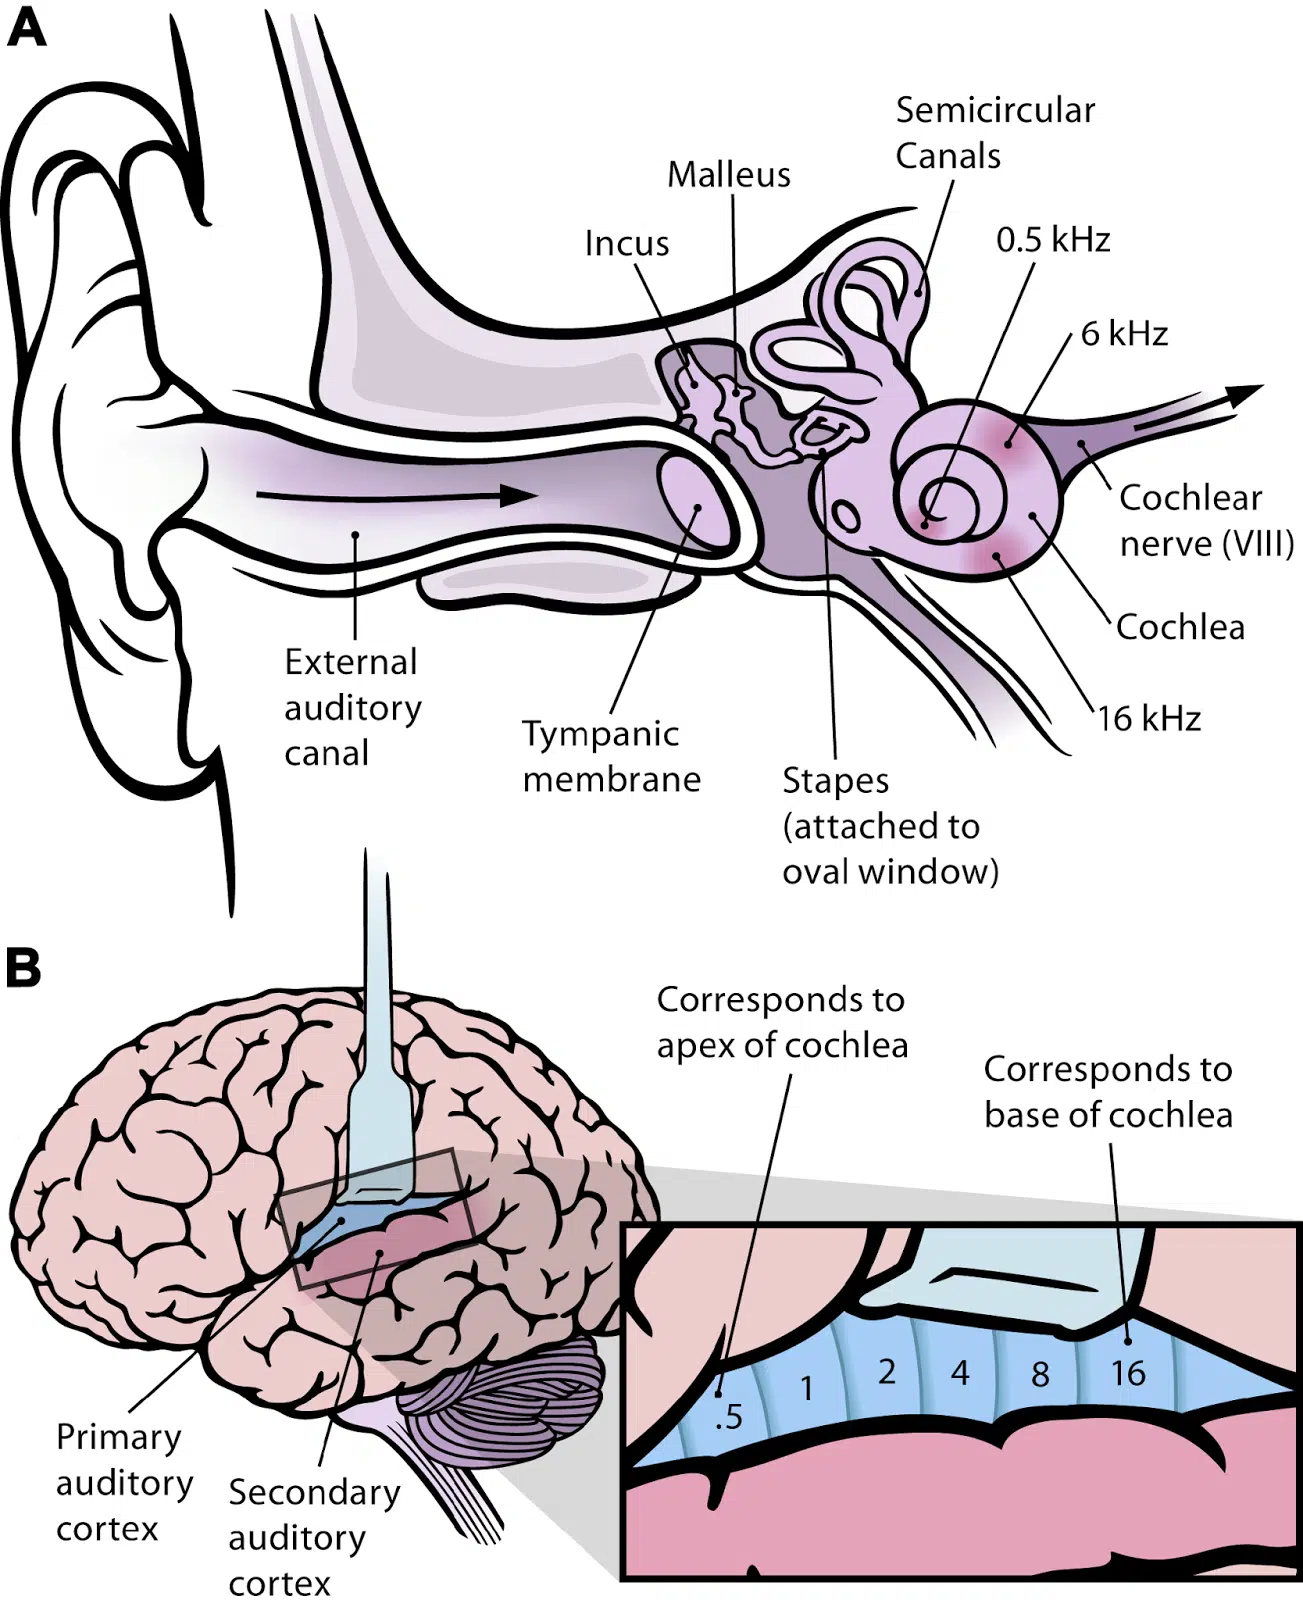 A
Semicircular
Canals
Malleus
Incus
0.5 kHz
6 kHz
Cochlear
nerve (VIII)
Cochlea
16 kHz
External
auditory
canal
Tympanic
membrane
Stapes
(attached to
oval window)
B
Corresponds to
apex of cochlea
Corresponds to
base of cochlea
.5 1 2 4 8 16
Primary
auditory
cortex
Secondary
auditory
cortex